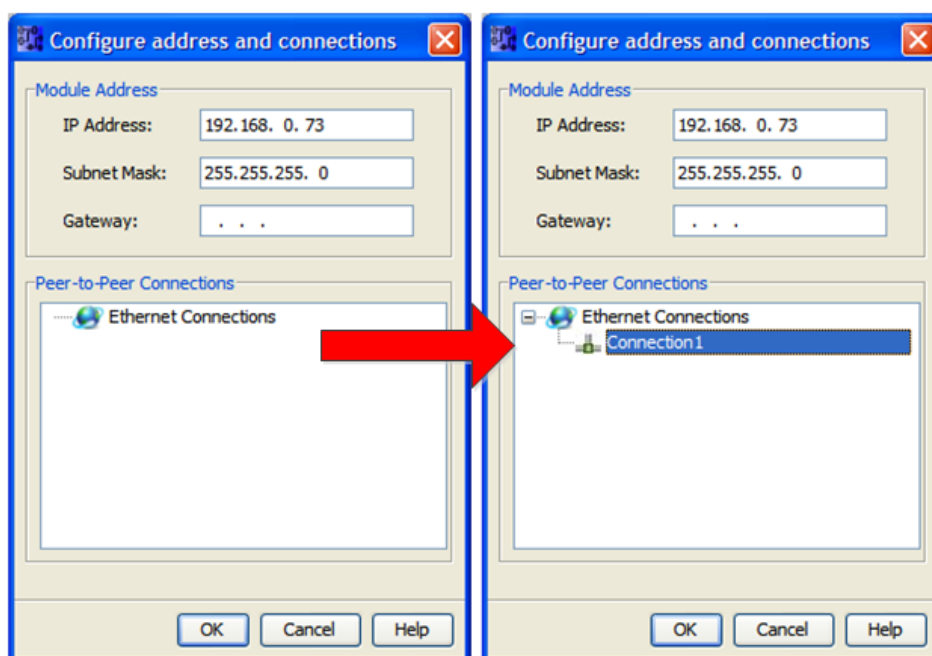 Configure address and connections
Module Address
IP Address: 192.168. 0. 73
Subnet Mask: 255.255.255. 0
Gateway: . . .
Peer-to-Peer Connections
Ethernet Connections
OK Cancel Help
Configure address and connections
Module Address
IP Address: 192.168. 0. 73
Subnet Mask: 255.255.255. 0
Gateway: . . .
Peer-to-Peer Connections
Ethernet Connections
Connection1
OK Cancel Help